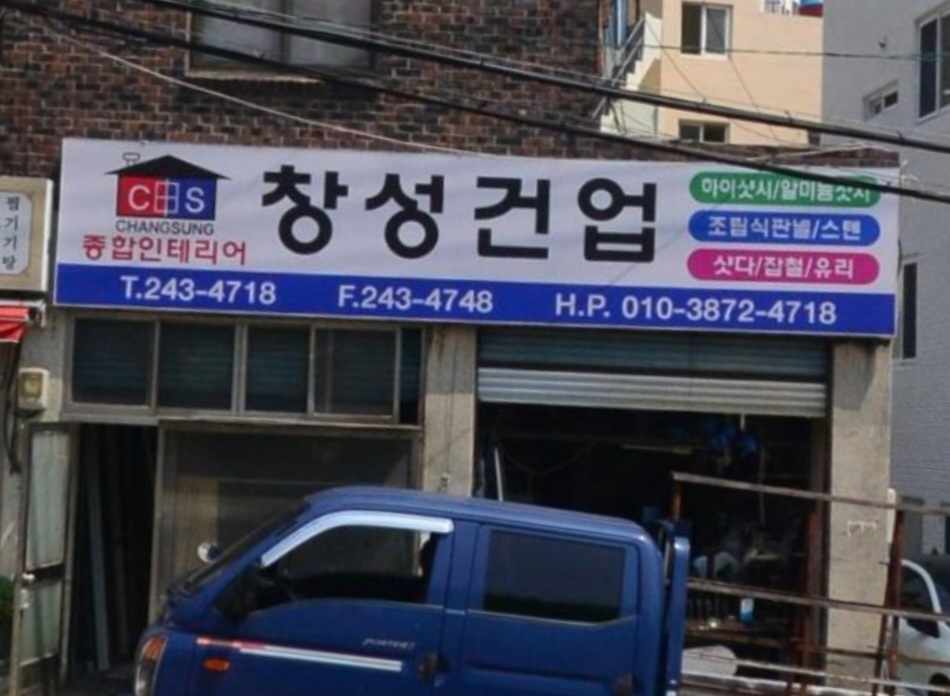 C S
CHANGSUNG
종합인테리어
창성건업
하이샷시/알미늄샷시
조립식판넬/스텐
샷다/잡철/유리
T.243-4718 F.243-4748 H.P. 010-3872-4718